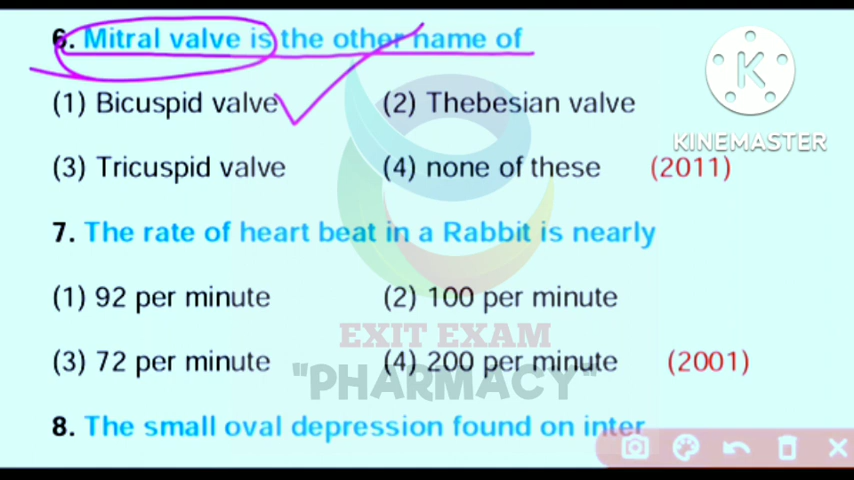 6. Mitral valve is the other name of
(1) Bicuspid valve (2) Thebesian valve
KINEMASTER
(3) Tricuspid valve (4) none of these (2011)
7. The rate of heart beat in a Rabbit is nearly
(1) 92 per minute (2) 100 per minute
EXIT EXAM
(3) 72 per minute (4) 200 per minute (2001)
"PHARMACY"
8. The small oval depression found on inter